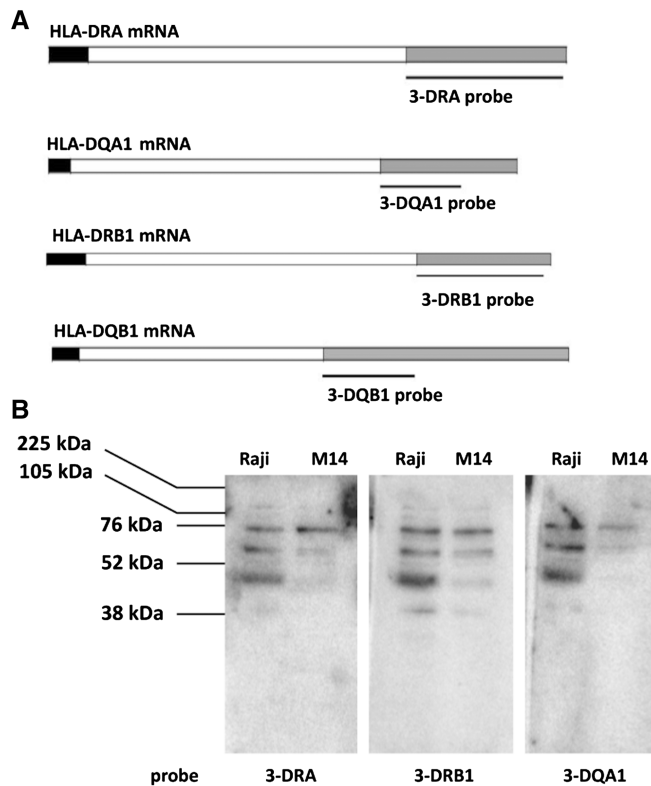 A
HLA-DRA mRNA
3-DRA probe
HLA-DQA1 mRNA
3-DQA1 probe
HLA-DRB1 mRNA
3-DRB1 probe
HLA-DQB1 mRNA
3-DQB1 probe
B
225 kDa
105 kDa
76 kDa
52 kDa
38 kDa
Raji M14 Raji M14 Raji M14
probe 3-DRA 3-DRB1 3-DQA1